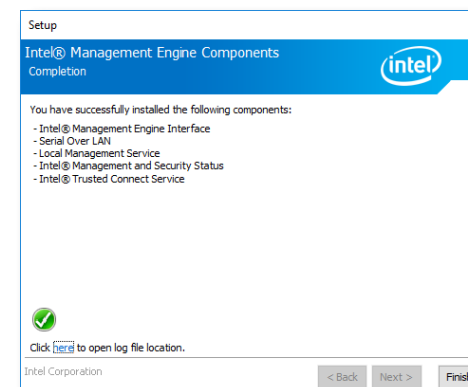 Setup
Intel® Management Engine Components
Completion
intel
You have successfully installed the following components:
- Intel® Management Engine Interface
- Serial Over LAN
- Local Management Service
- Intel® Management and Security Status
- Intel® Trusted Connect Service
Click here to open log file location.
Intel Corporation
< Back Next > Finish